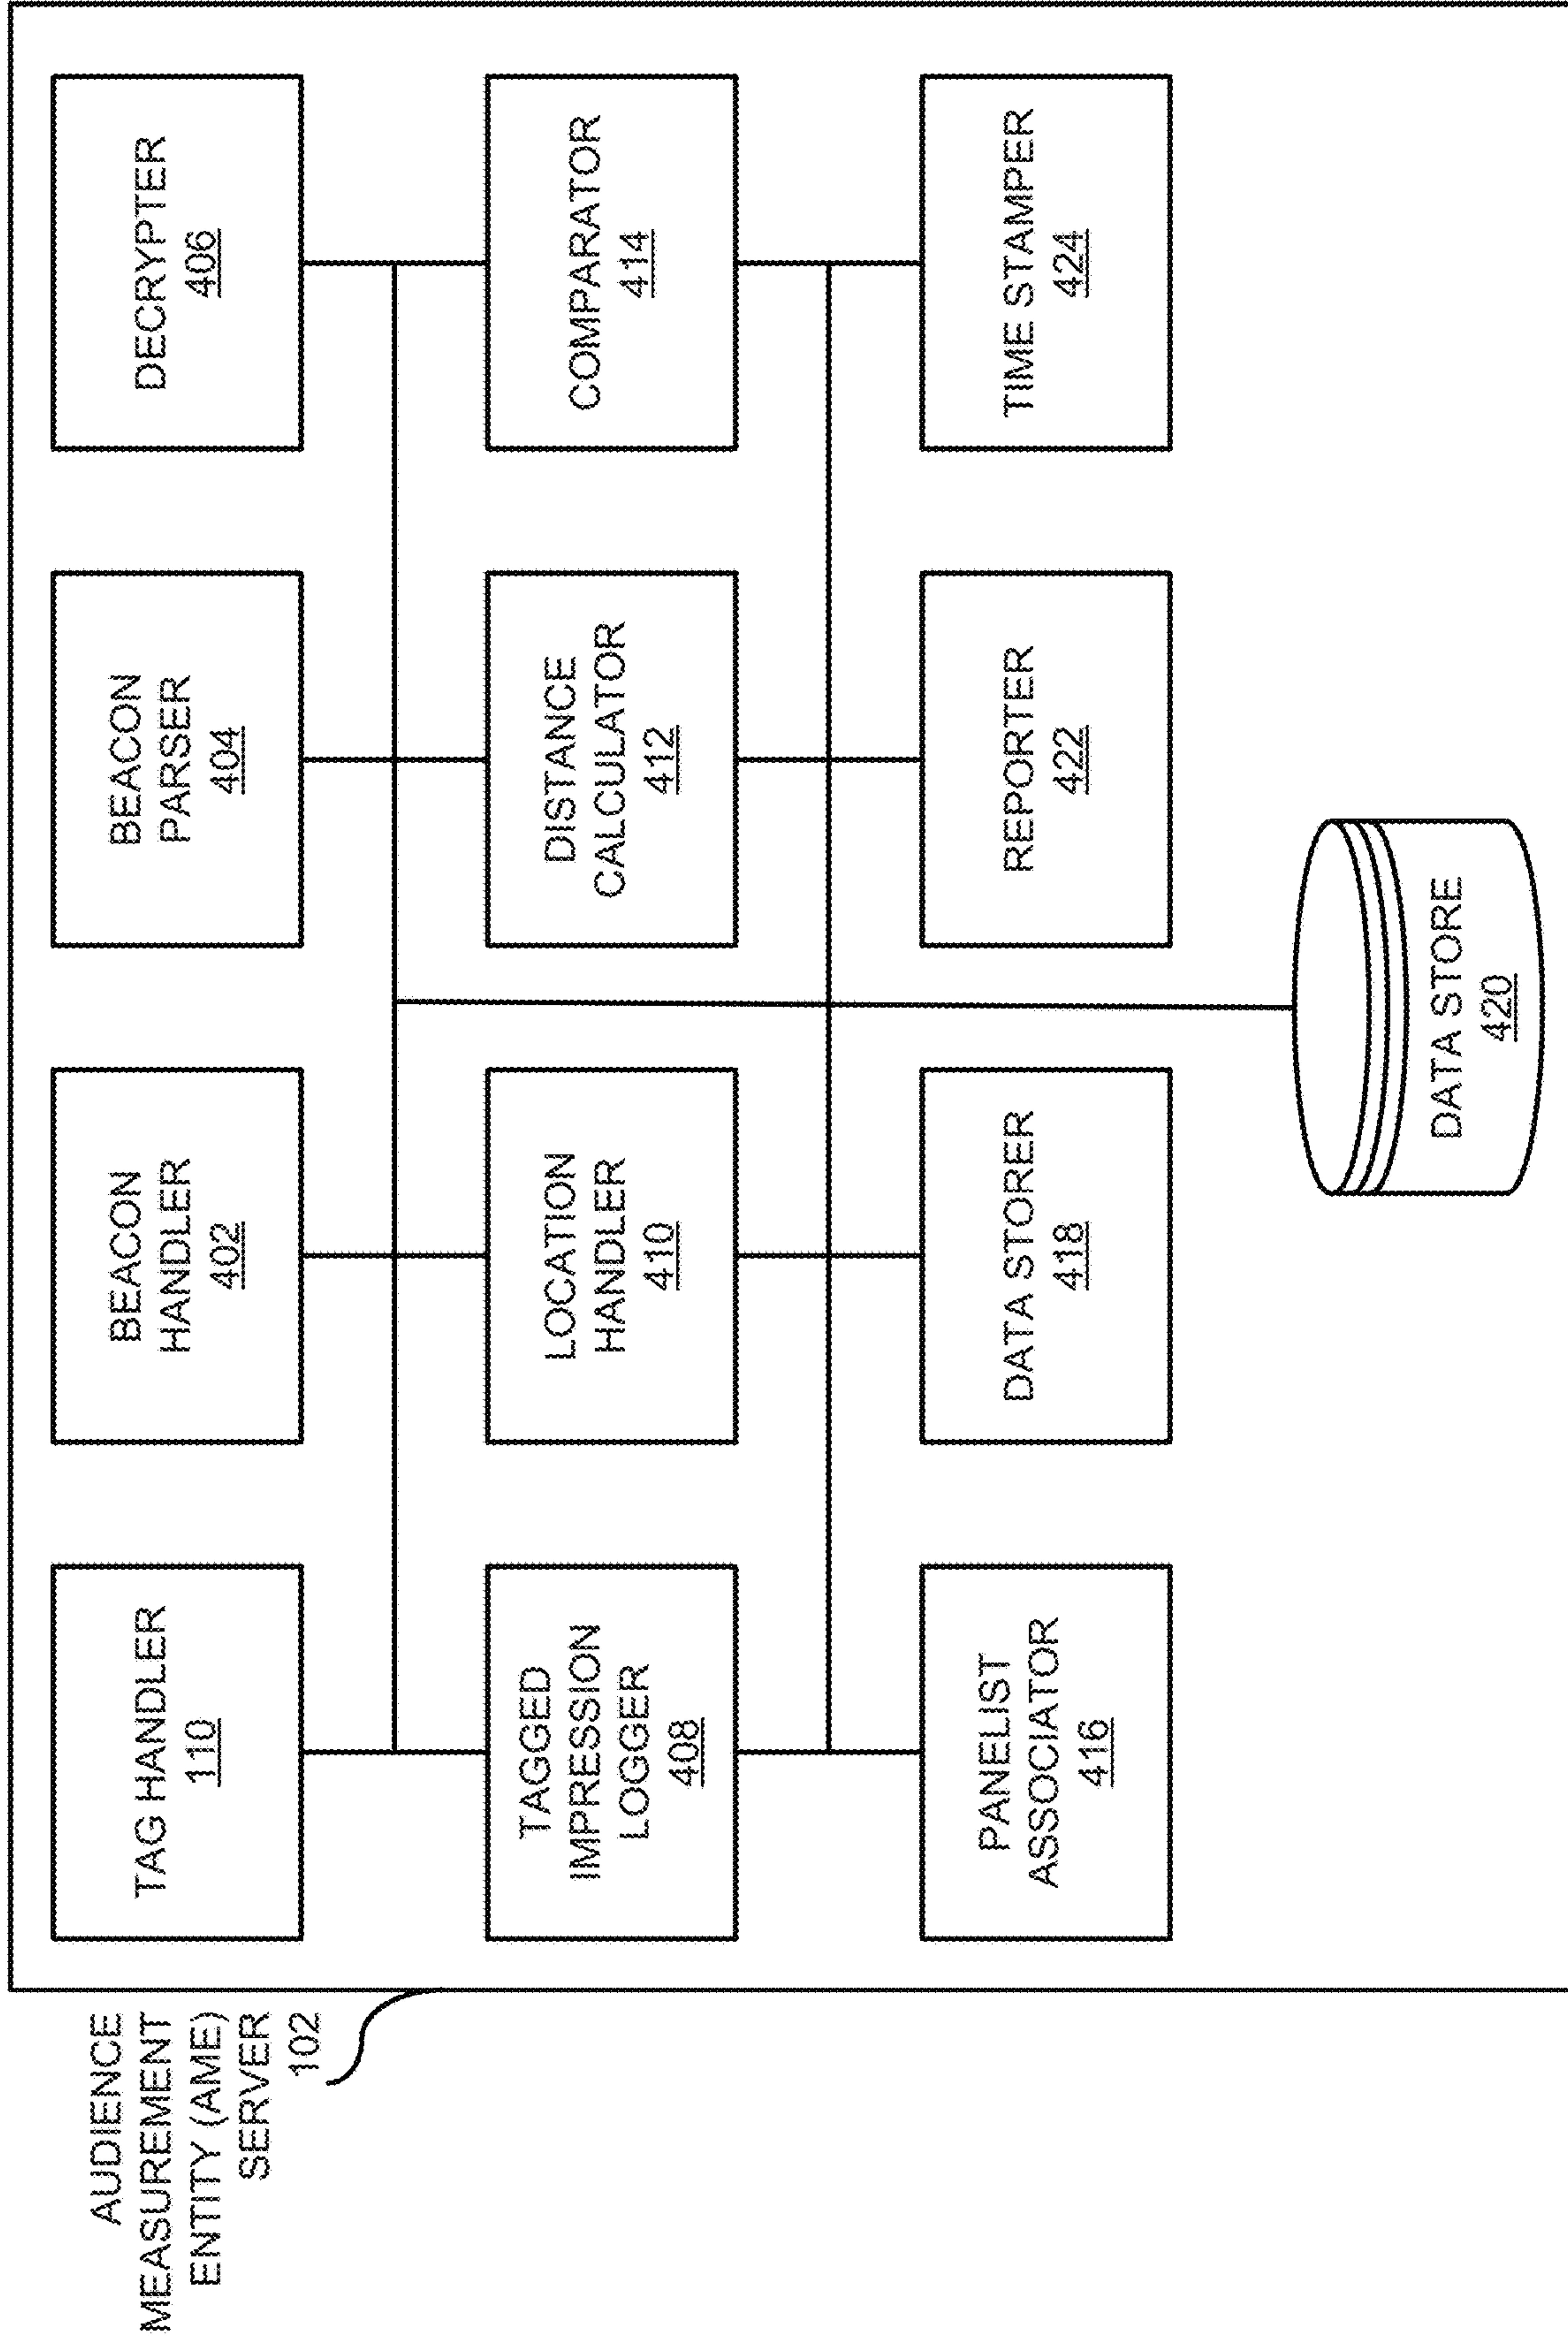 AUDIENCE
MEASUREMENT
ENTITY (AME)
SERVER
102
TAG HANDLER
110
BEACON
HANDLER
402
BEACON
PARSER
404
DECRYPTER
406
TAGGED
IMPRESSION
LOGGER
408
LOCATION
HANDLER
410
DISTANCE
CALCULATOR
412
COMPARATOR
414
PANELIST
ASSOCIATOR
416
DATA STORER
418
REPORTER
422
TIME STAMPER
424
DATA STORE
420